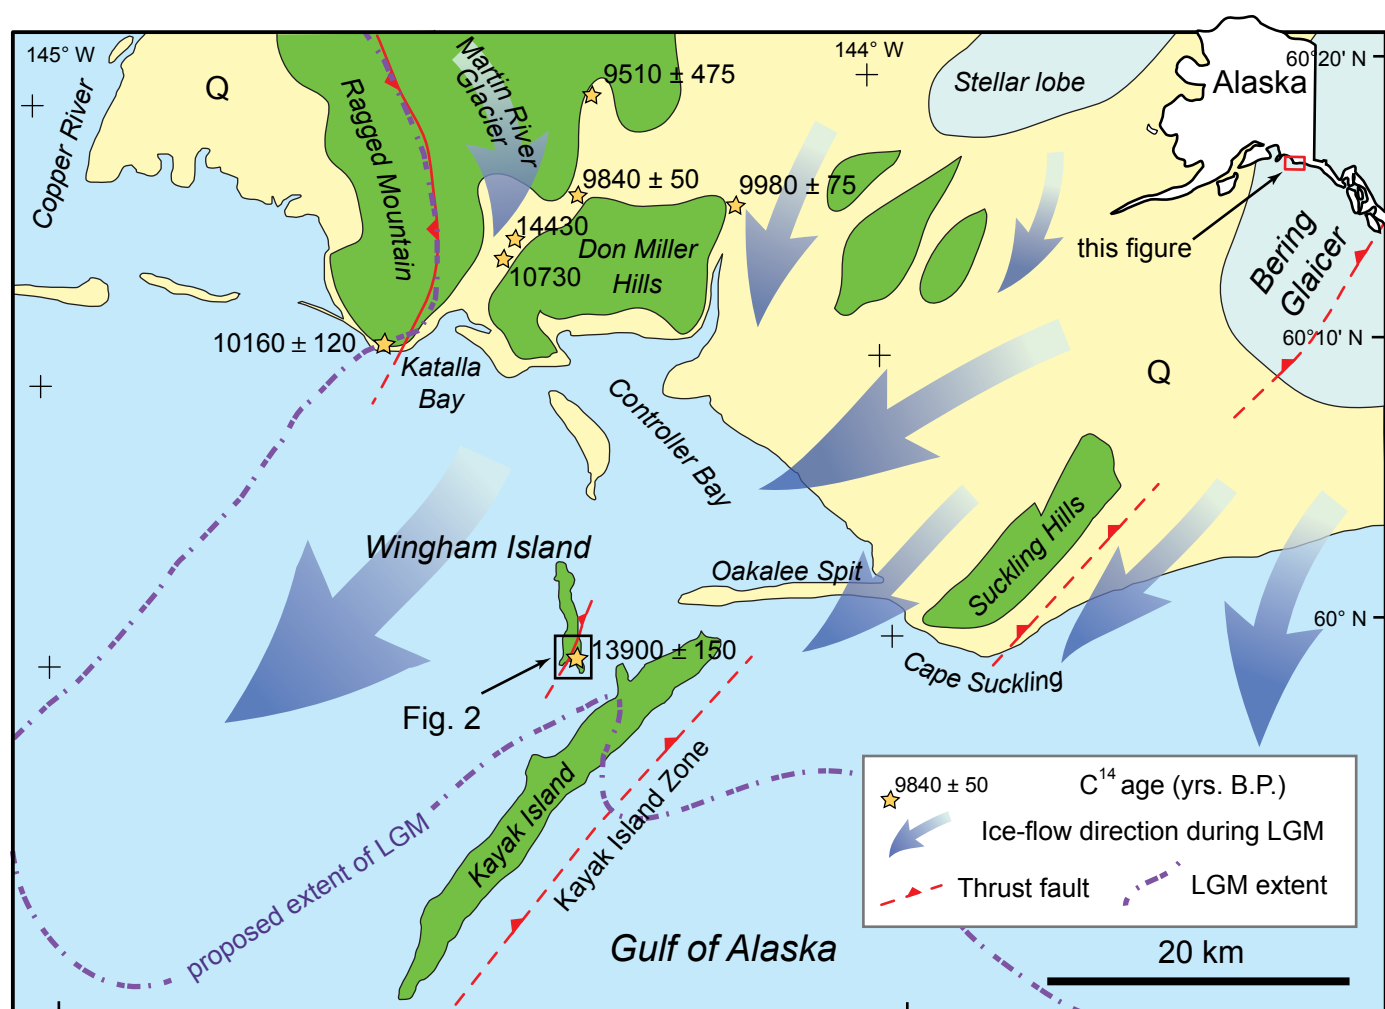 145° W
144° W
60°20' N
Copper River
Q
Ragged Mountain
Martin River
Glacier
9510 ± 475
Stellar lobe
Alaska
9840 ± 50
9980 ± 75
14430
10730
Don Miller
Hills
this figure
Bering
Glaicer
10160 ± 120
60°10' N
Katalla
Bay
Controller Bay
Q
Wingham Island
Oakalee Spit
Suckling Hills
60° N
13900 ± 150
Cape Suckling
Fig. 2
Kayak Island
Kayak Island Zone
proposed extent of LGM
Gulf of Alaska
9840 ± 50
C14 age (yrs. B.P.)
Ice-flow direction during LGM
Thrust fault
LGM extent
20 km